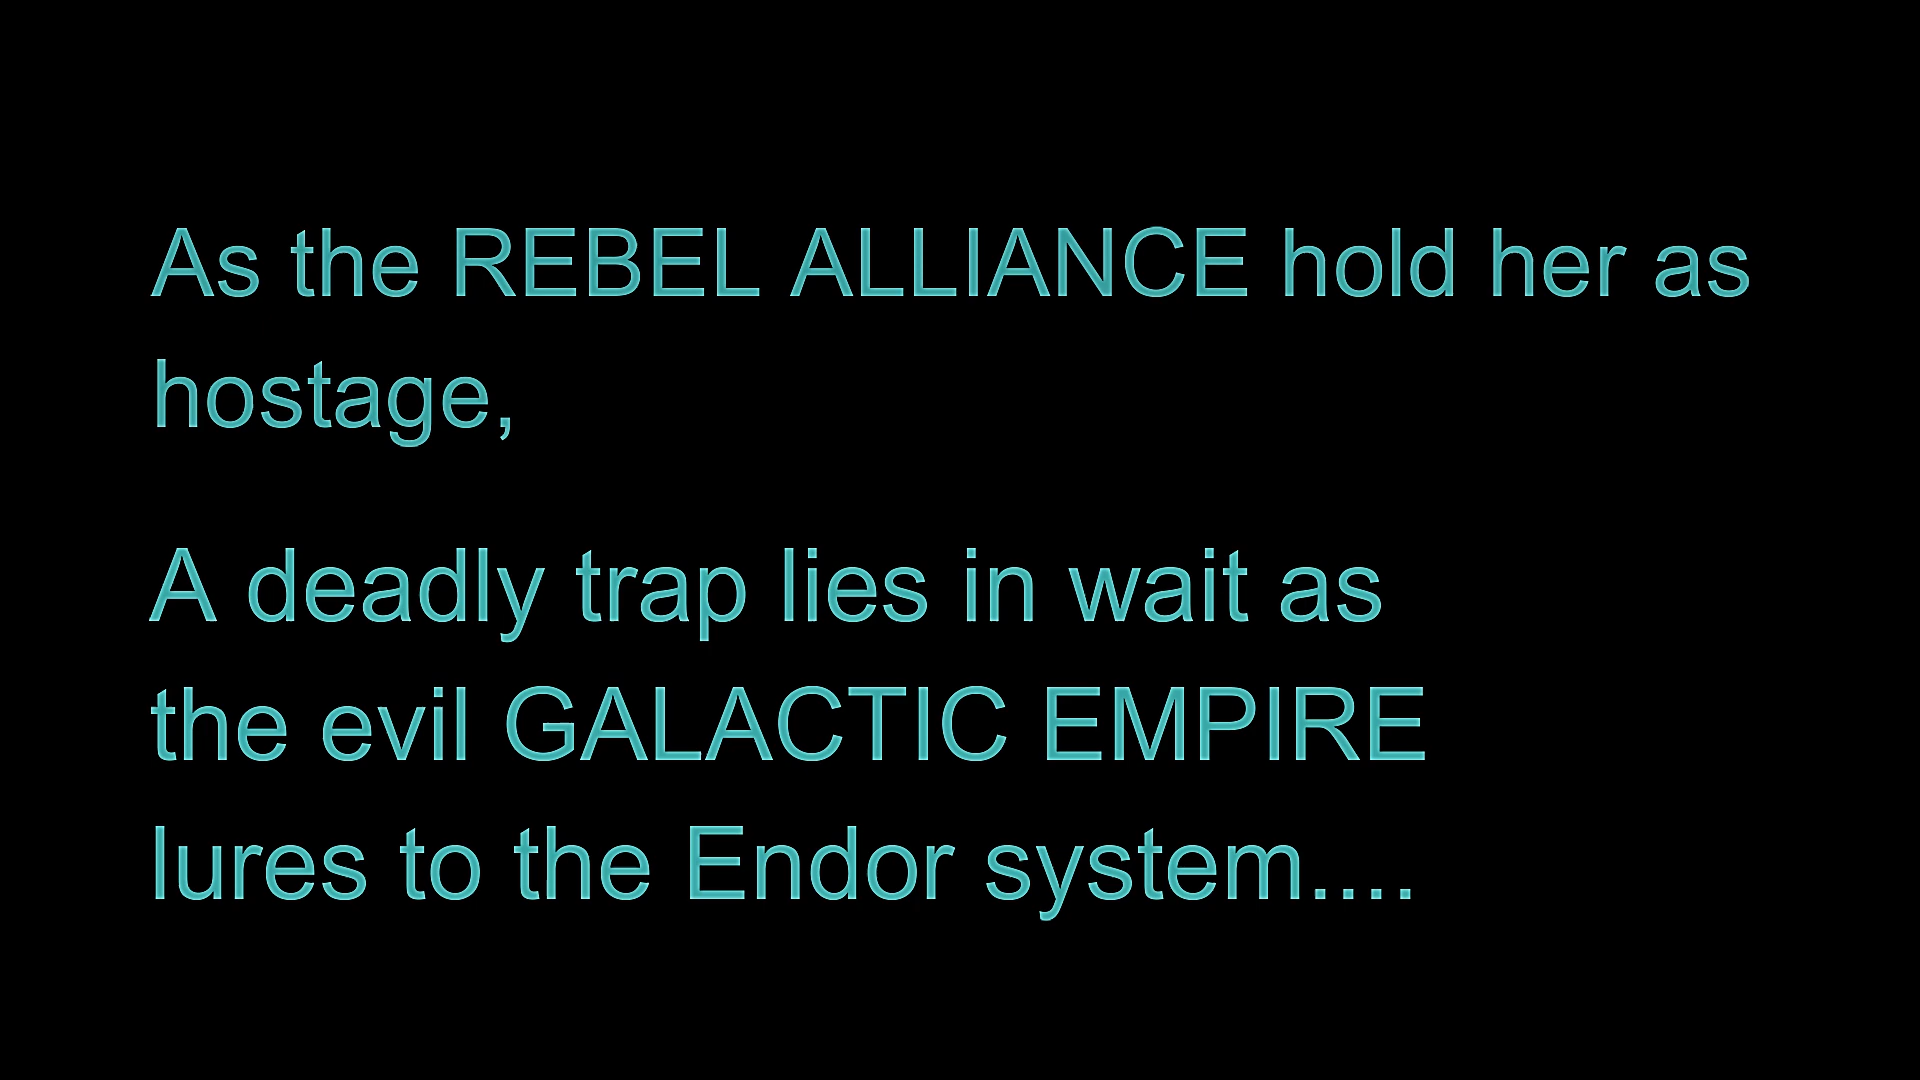 As the REBEL ALLIANCE hold her as
hostage,
A deadly trap lies in wait as
the evil GALACTIC EMPIRE
lures to the Endor system....